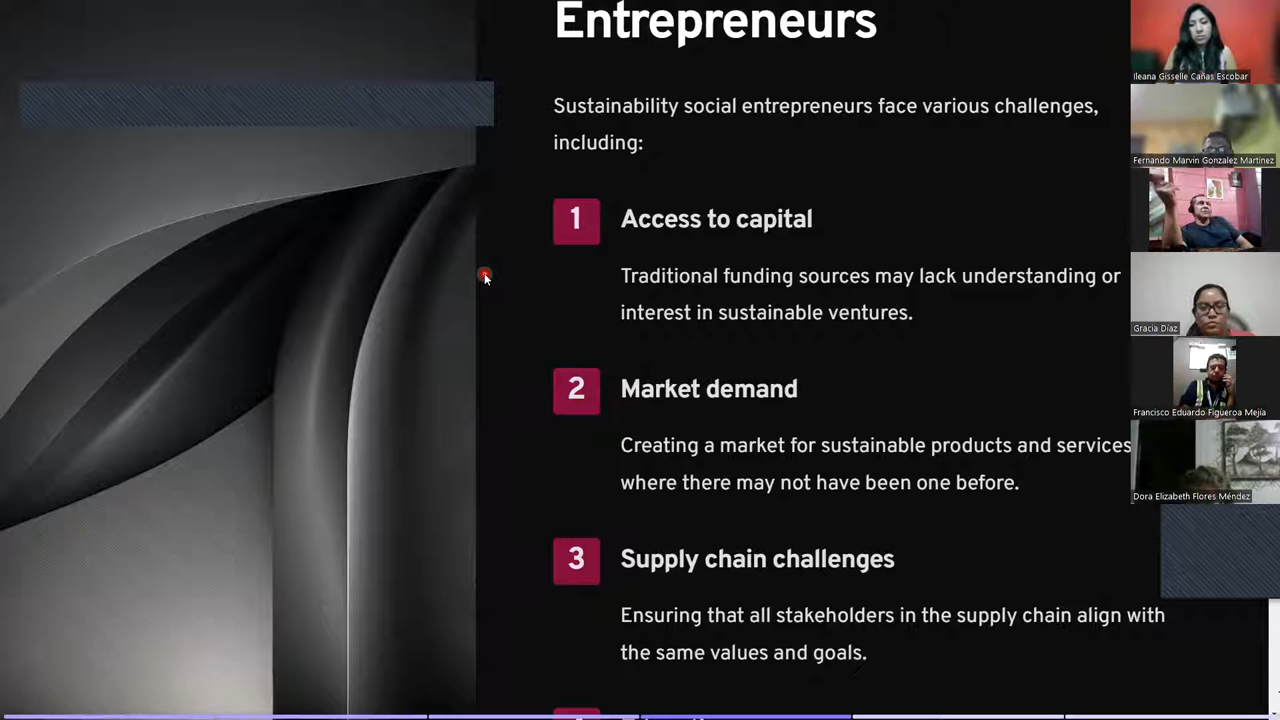 Entrepreneurs
Sustainability social entrepreneurs face various challenges,
including:
1
Access to capital
Traditional funding sources may lack understanding or
interest in sustainable ventures.
2
Market demand
Creating a market for sustainable products and services
where there may not have been one before.
3
Supply chain challenges
Ensuring that all stakeholders in the supply chain align with
the same values and goals.
Ileana Gisselle Cañas Escobar
Fernando Marvin Gonzalez Martinez
Gracia Díaz
Francisco Eduardo Figueroa Mejía
Dora Elizabeth Flores Méndez